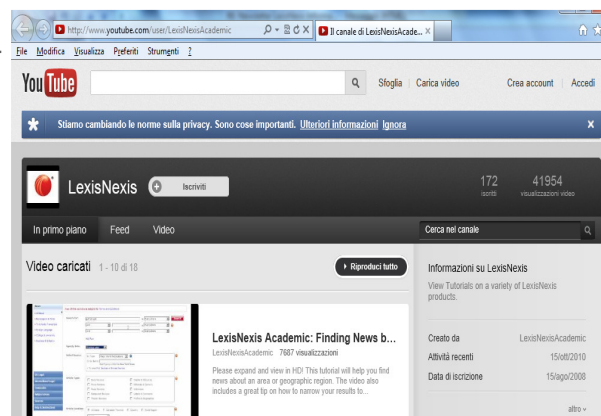 http://www.youtube.com/user/LexisNexisAcademic
Il canale di LexisNexisAcade...
File Modifica Visualizza Preferiti Strumenti ?
YouTube
Sfoglia
Carica video
Crea account
Accedi
Stiamo cambiando le norme sulla privacy. Sono cose importanti. Ulteriori informazioni Ignora
LexisNexis
Iscriviti
172
iscritti
41954
visualizzazioni video
In primo piano Feed Video
Cerca nel canale
Video caricati 1 - 10 di 18
Riproduci tutto
LexisNexis Academic: Finding News b...
LexisNexisAcademic 7687 visualizzazioni
Please expand and view in HD! This tutorial will help you find
news about an area or geographic region. The video also
includes a great tip on how to narrow your results to...
Informazioni su LexisNexis
View Tutorials on a variety of LexisNexis
products.
Creato da LexisNexisAcademic
Attività recenti 15/ott/2010
Data di iscrizione 15/ago/2008
altro